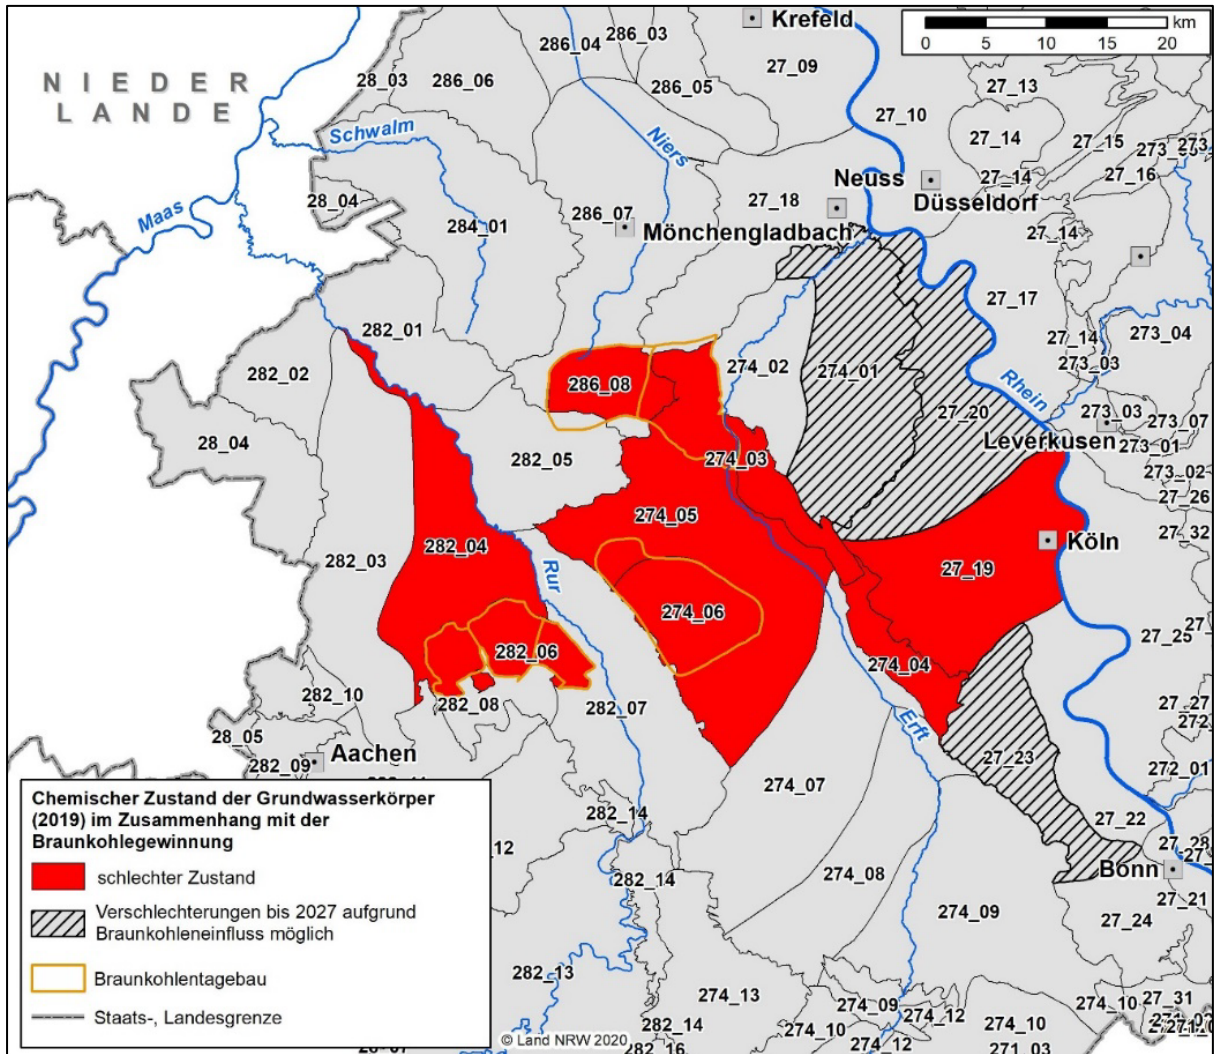 Krefeld
km
0 5 10 15 20
286_04
286_03
27_09
28_03
286_06
286_05
27_13
NIEDER
LANDE
27_10
Schwalm
Niers
27_14
27_15
27_16
27_14
Neuss
Düsseldorf
28_04
Maas
284_01
286_07
27_18
Mönchengladbach
27_14
27_17
282_01
273_04
27_14
273_03
282_02
286_08
274_02
274_01
Rhein
28_04
27_20
273_03
273_07
Leverkusen
273_01
282_05
274_03
273_02
27_26
274_05
27_32
282_04
Köln
282_03
Rur
27_19
274_06
27_25
282_06
274_04
282_10
282_08
282_07
27_27
28_05
Erft
Aachen
27_23
272_01
282_09
274_07
27_22
282_14
27_28
Bonn
274_08
282_14
27_21
274_09
27_24
282_13
274_13
274_09
274_10
27_31
274_12
282_14
274_10
274_10
274_12
271_03
282_16
Chemischer Zustand der Grundwasserkörper
(2019) im Zusammenhang mit der
Braunkohlegewinnung
schlechter Zustand
Verschlechterungen bis 2027 aufgrund
Braunkohleneinfluss möglich
Braunkohlentagebau
Staats-, Landesgrenze
© Land NRW 2020